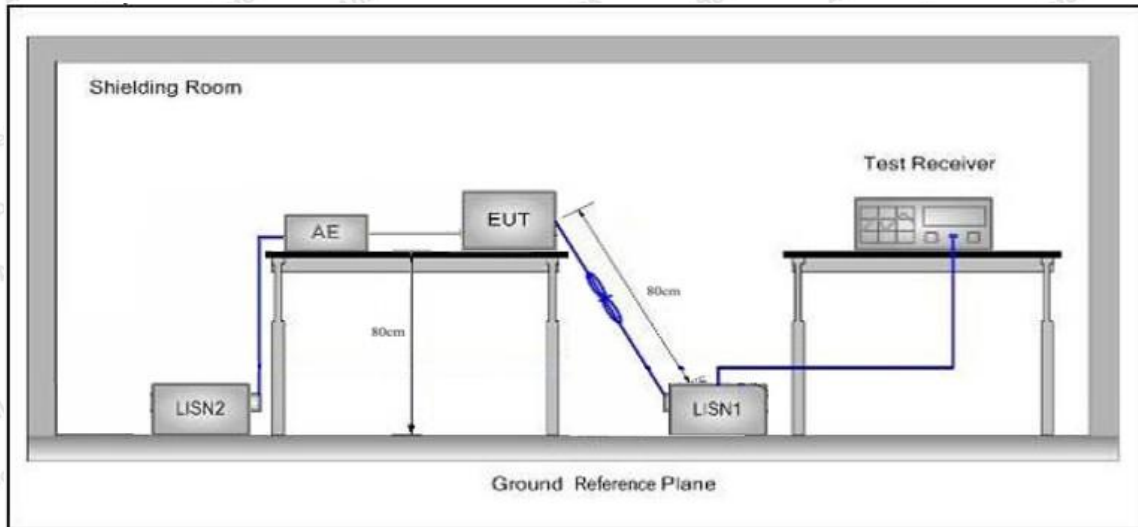 Shielding Room
Test Receiver
AE
EUT
80cm
80cm
LISN2
LISN1
Ground Reference Plane